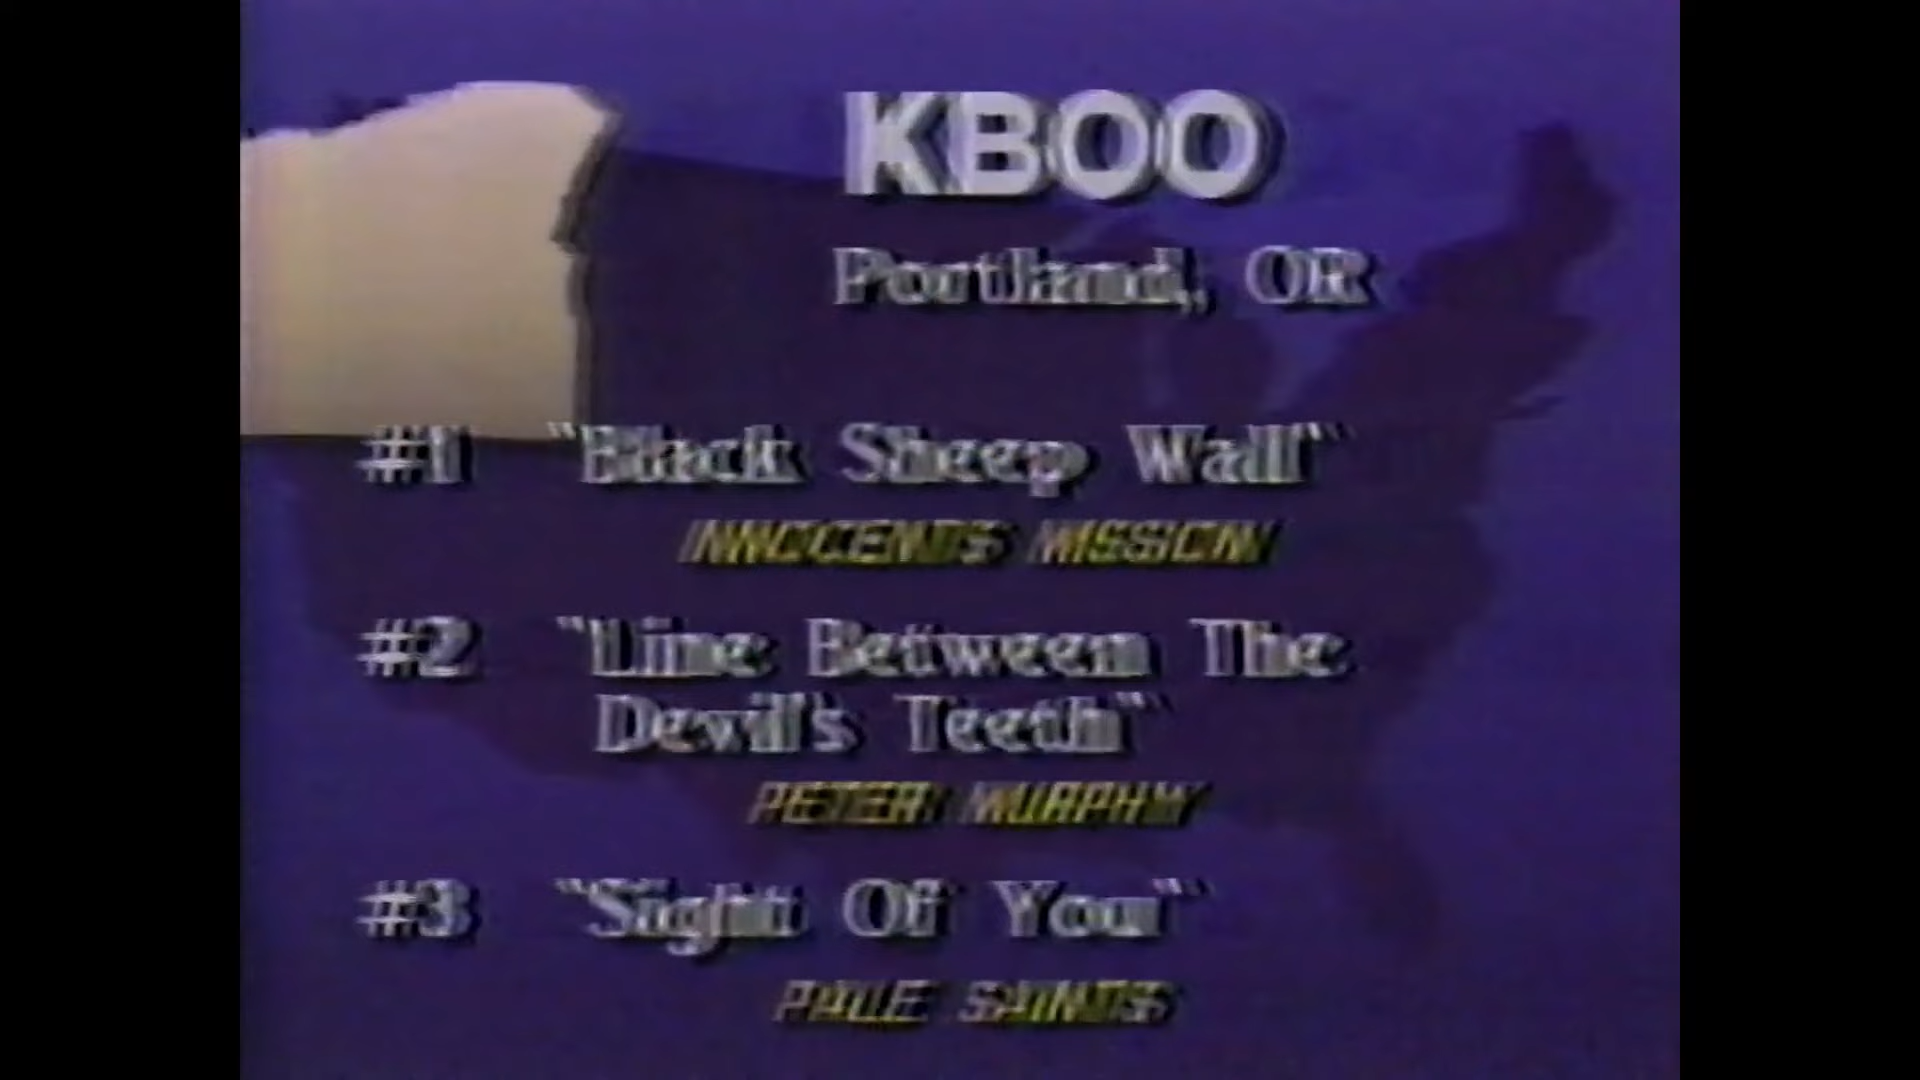 KBOO
Portland, OR
#1 "Black Sheep Wall"
INNOCENTS MISSION
#2 "Line Between The
Devil's Teeth"
PETER MURPHY
#3 "Sight Of You"
PALE SAINTS